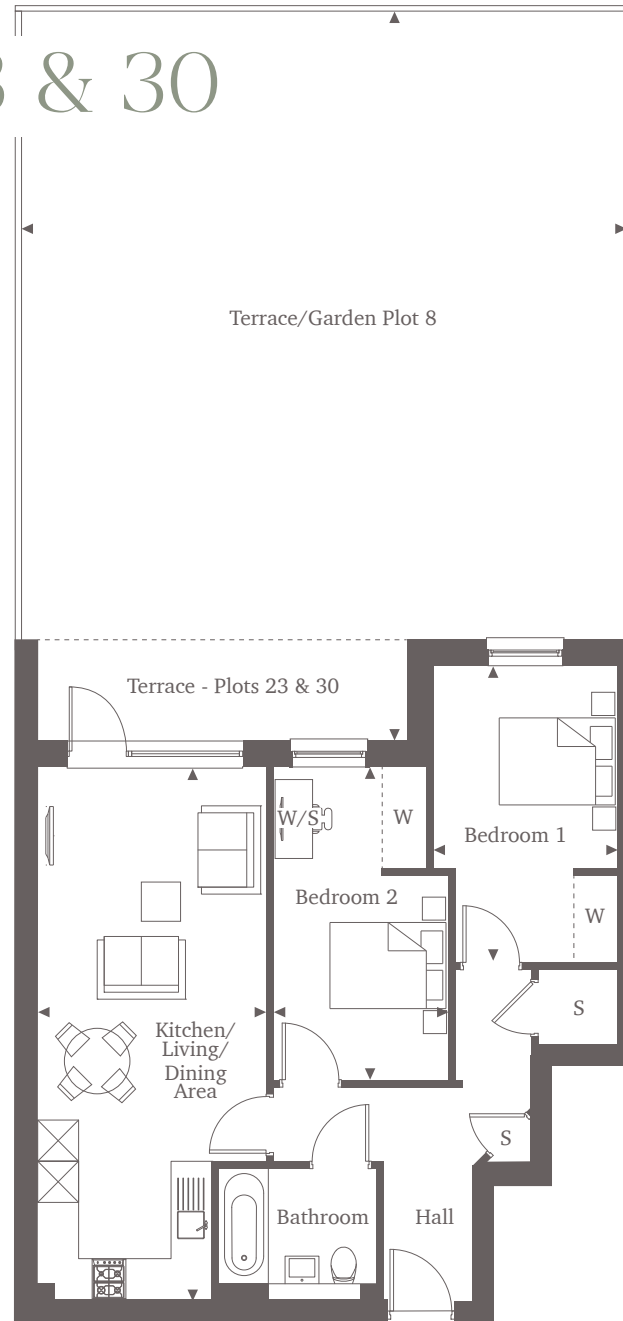 & 30
Terrace/Garden Plot 8
Terrace - Plots 23 & 30
W/S
W
Bedroom 1
Bedroom 2
W
S
Kitchen/
Living/
Dining
Area
S
Bathroom
Hall